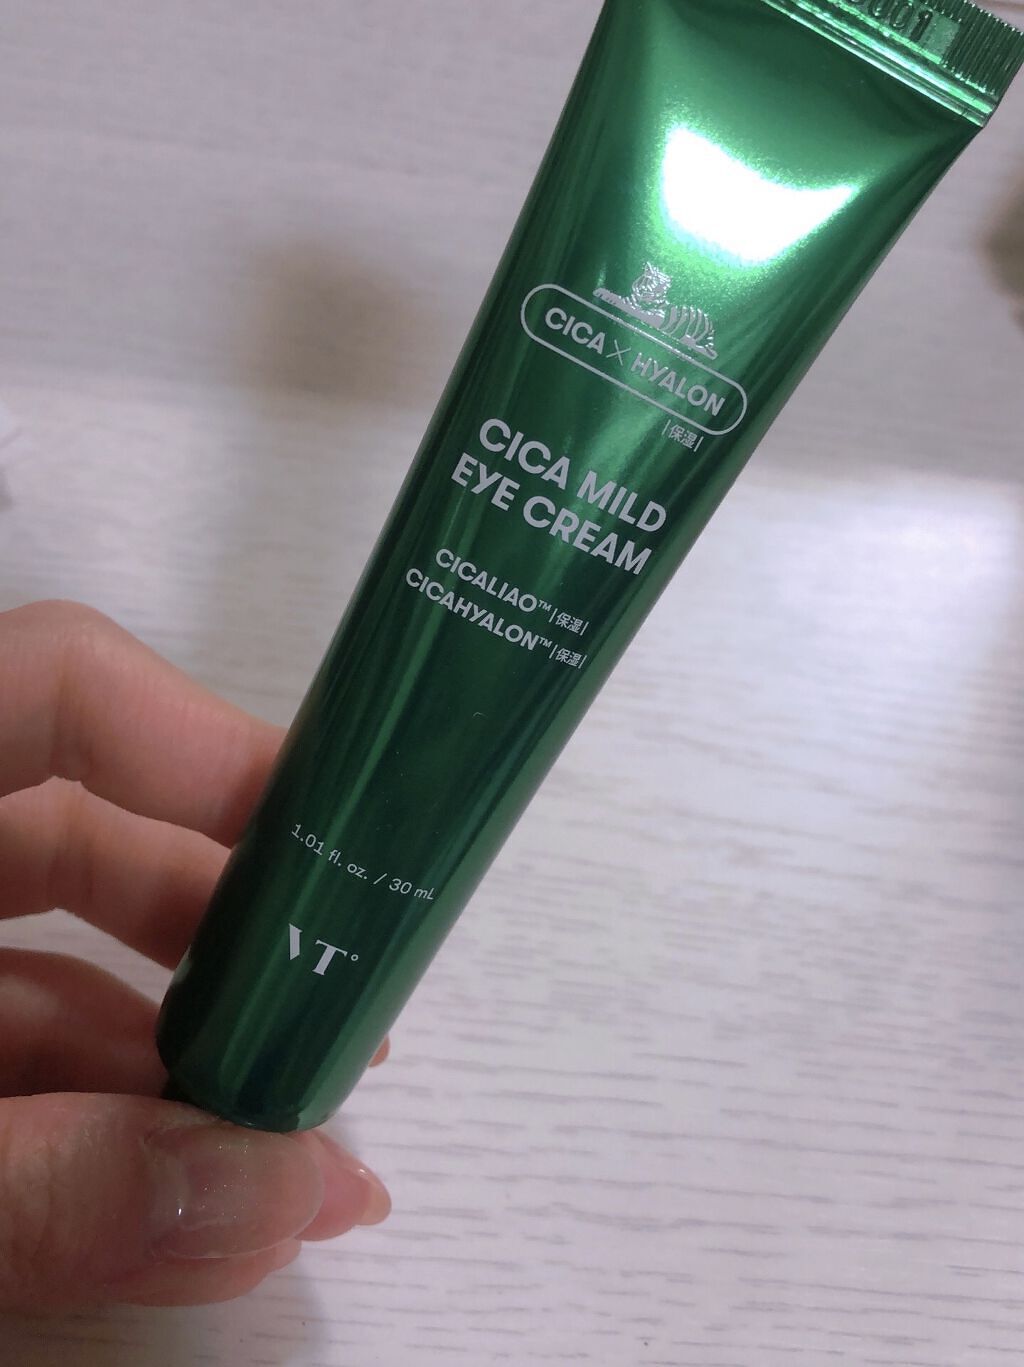 CICA X HYALON
|保湿|
CICA MILD
EYE CREAM
CICALIAO™|保湿|
CICAHYALON™|保湿|
1.01 fl. oz. / 30 mL
VT°